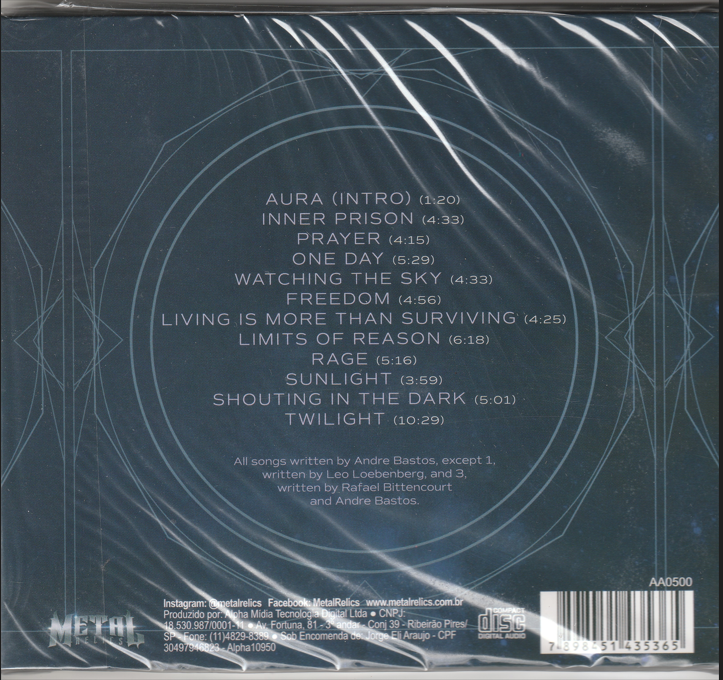 AURA (INTRO) (1:20)
INNER PRISON (4:33)
PRAYER (4:15)
ONE DAY (5:29)
WATCHING THE SKY (4:33)
FREEDOM (4:56)
LIVING IS MORE THAN SURVIVING (4:25)
LIMITS OF REASON (6:18)
RAGE (5:16)
SUNLIGHT (3:59)
SHOUTING IN THE DARK (5:01)
TWILIGHT (10:29)
All songs written by Andre Bastos, except 1,
written by Leo Loebenberg, and 3,
written by Rafael Bittencourt
and Andre Bastos.
METAL
Instagram: @metalrelics Facebook: MetalRelics www.metalrelics.com.br
Produzido por: Alpha Mídia Tecnologia Digital Ltda ● CNPJ:
18.530.987/0001-11 ● Av. Fortuna, 81 - 3º andar - Conj 39 - Ribeirão Pires/
SP - Fone: (11)4829-8389 ● Sob Encomenda de: Jorge Eli Araujo - CPF
- Alpha10950
COMPACT
disc
DIGITAL AUDIO
AA0500
7 898451 435365